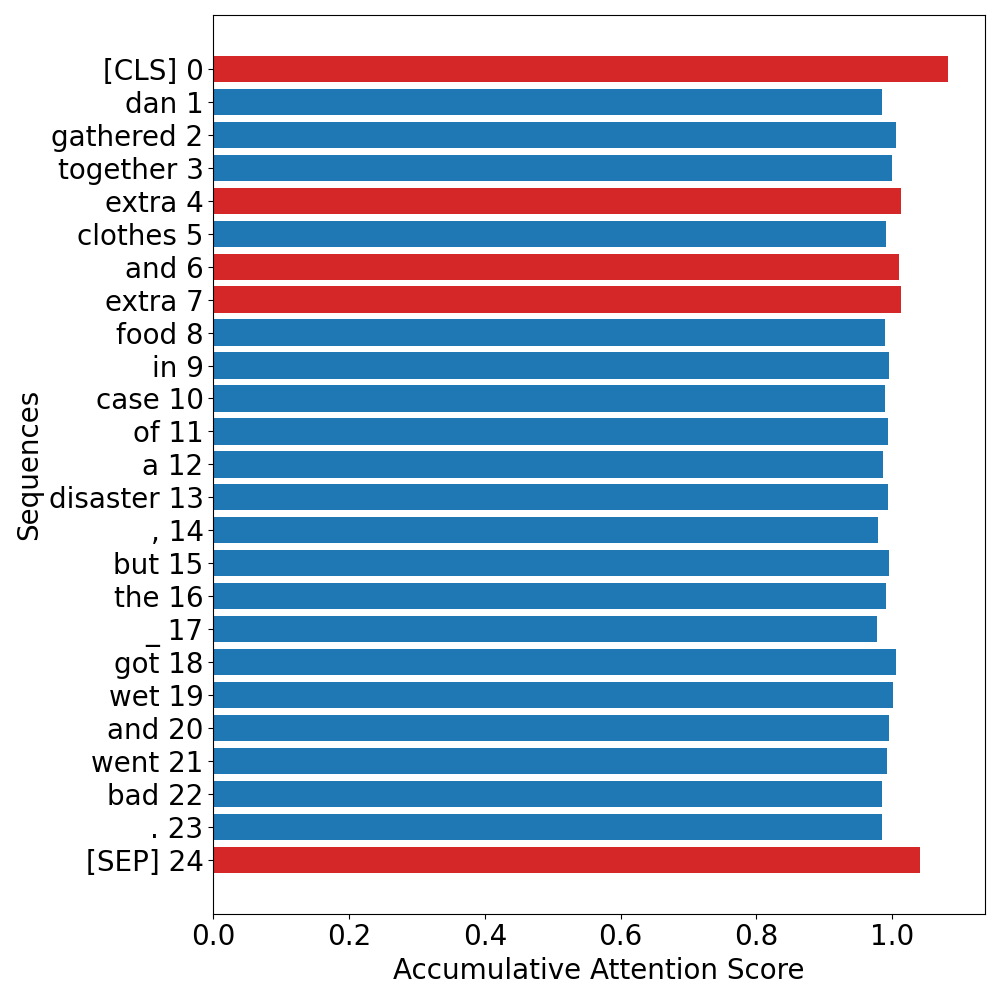 [CLS] 0
dan 1
gathered 2
together 3
extra 4
clothes 5
and 6
extra 7
food 8
in 9
case 10
of 11
a 12
disaster 13
, 14
but 15
the 16
_ 17
got 18
wet 19
and 20
went 21
bad 22
. 23
[SEP] 24
Sequences
0.0 0.2 0.4 0.6 0.8 1.0
Accumulative Attention Score